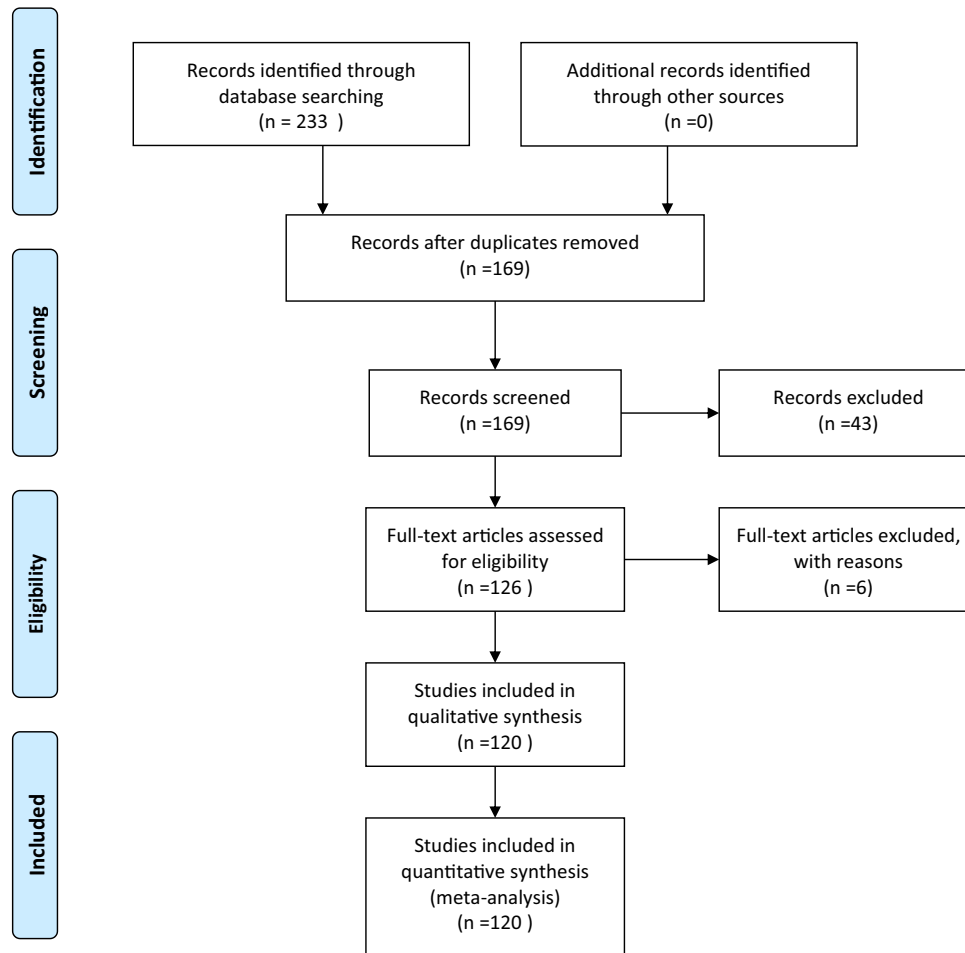 Identification
Records identified through
database searching
(n = 233  )
Additional records identified
through other sources
(n =0)
Records after duplicates removed
(n =169)
Screening
Records screened
(n =169)
Records excluded
(n =43)
Eligibility
Full-text articles assessed
for eligibility
(n =126 )
Full-text articles excluded,
with reasons
(n =6)
Studies included in
qualitative synthesis
(n =120 )
Included
Studies included in
quantitative synthesis
(meta-analysis)
(n =120 )